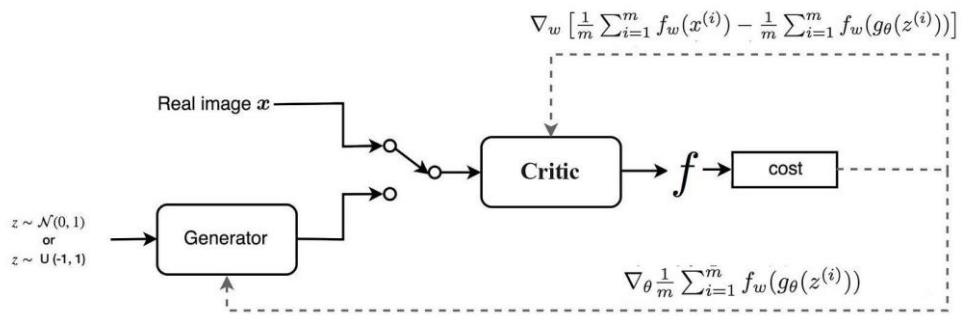 ∇_w [1/m ∑_{i=1}^{m} f_w(x^{(i)}) − 1/m ∑_{i=1}^{m} f_w(g_θ(z^{(i)}))]
Real image x
Critic
f
cost
z ∼ 𝒩(0, 1)
or
z ∼ U (-1, 1)
Generator
∇_θ 1/m ∑_{i=1}^{m} f_w(g_θ(z^{(i)}))